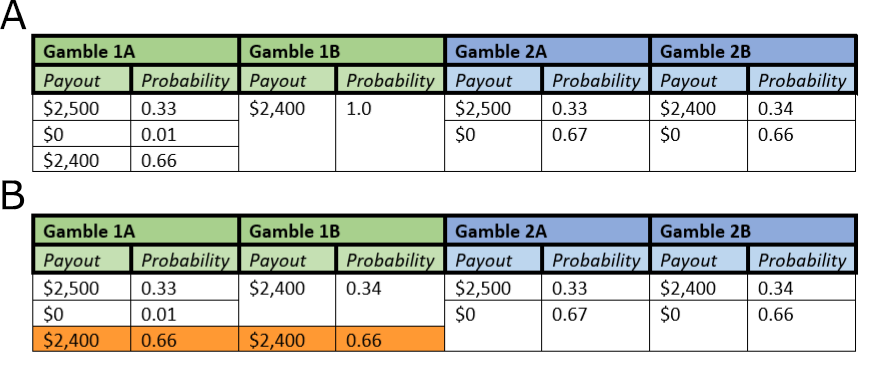 A
Gamble 1A Gamble 1B Gamble 2A Gamble 2B
Payout Probability Payout Probability Payout Probability Payout Probability
$2,500 0.33 $2,400 1.0 $2,500 0.33 $2,400 0.34
$0 0.01 $0 0.67 $0 0.66
$2,400 0.66
B
Gamble 1A Gamble 1B Gamble 2A Gamble 2B
Payout Probability Payout Probability Payout Probability Payout Probability
$2,500 0.33 $2,400 0.34 $2,500 0.33 $2,400 0.34
$0 0.01 $0 0.67 $0 0.66
$2,400 0.66 $2,400 0.66